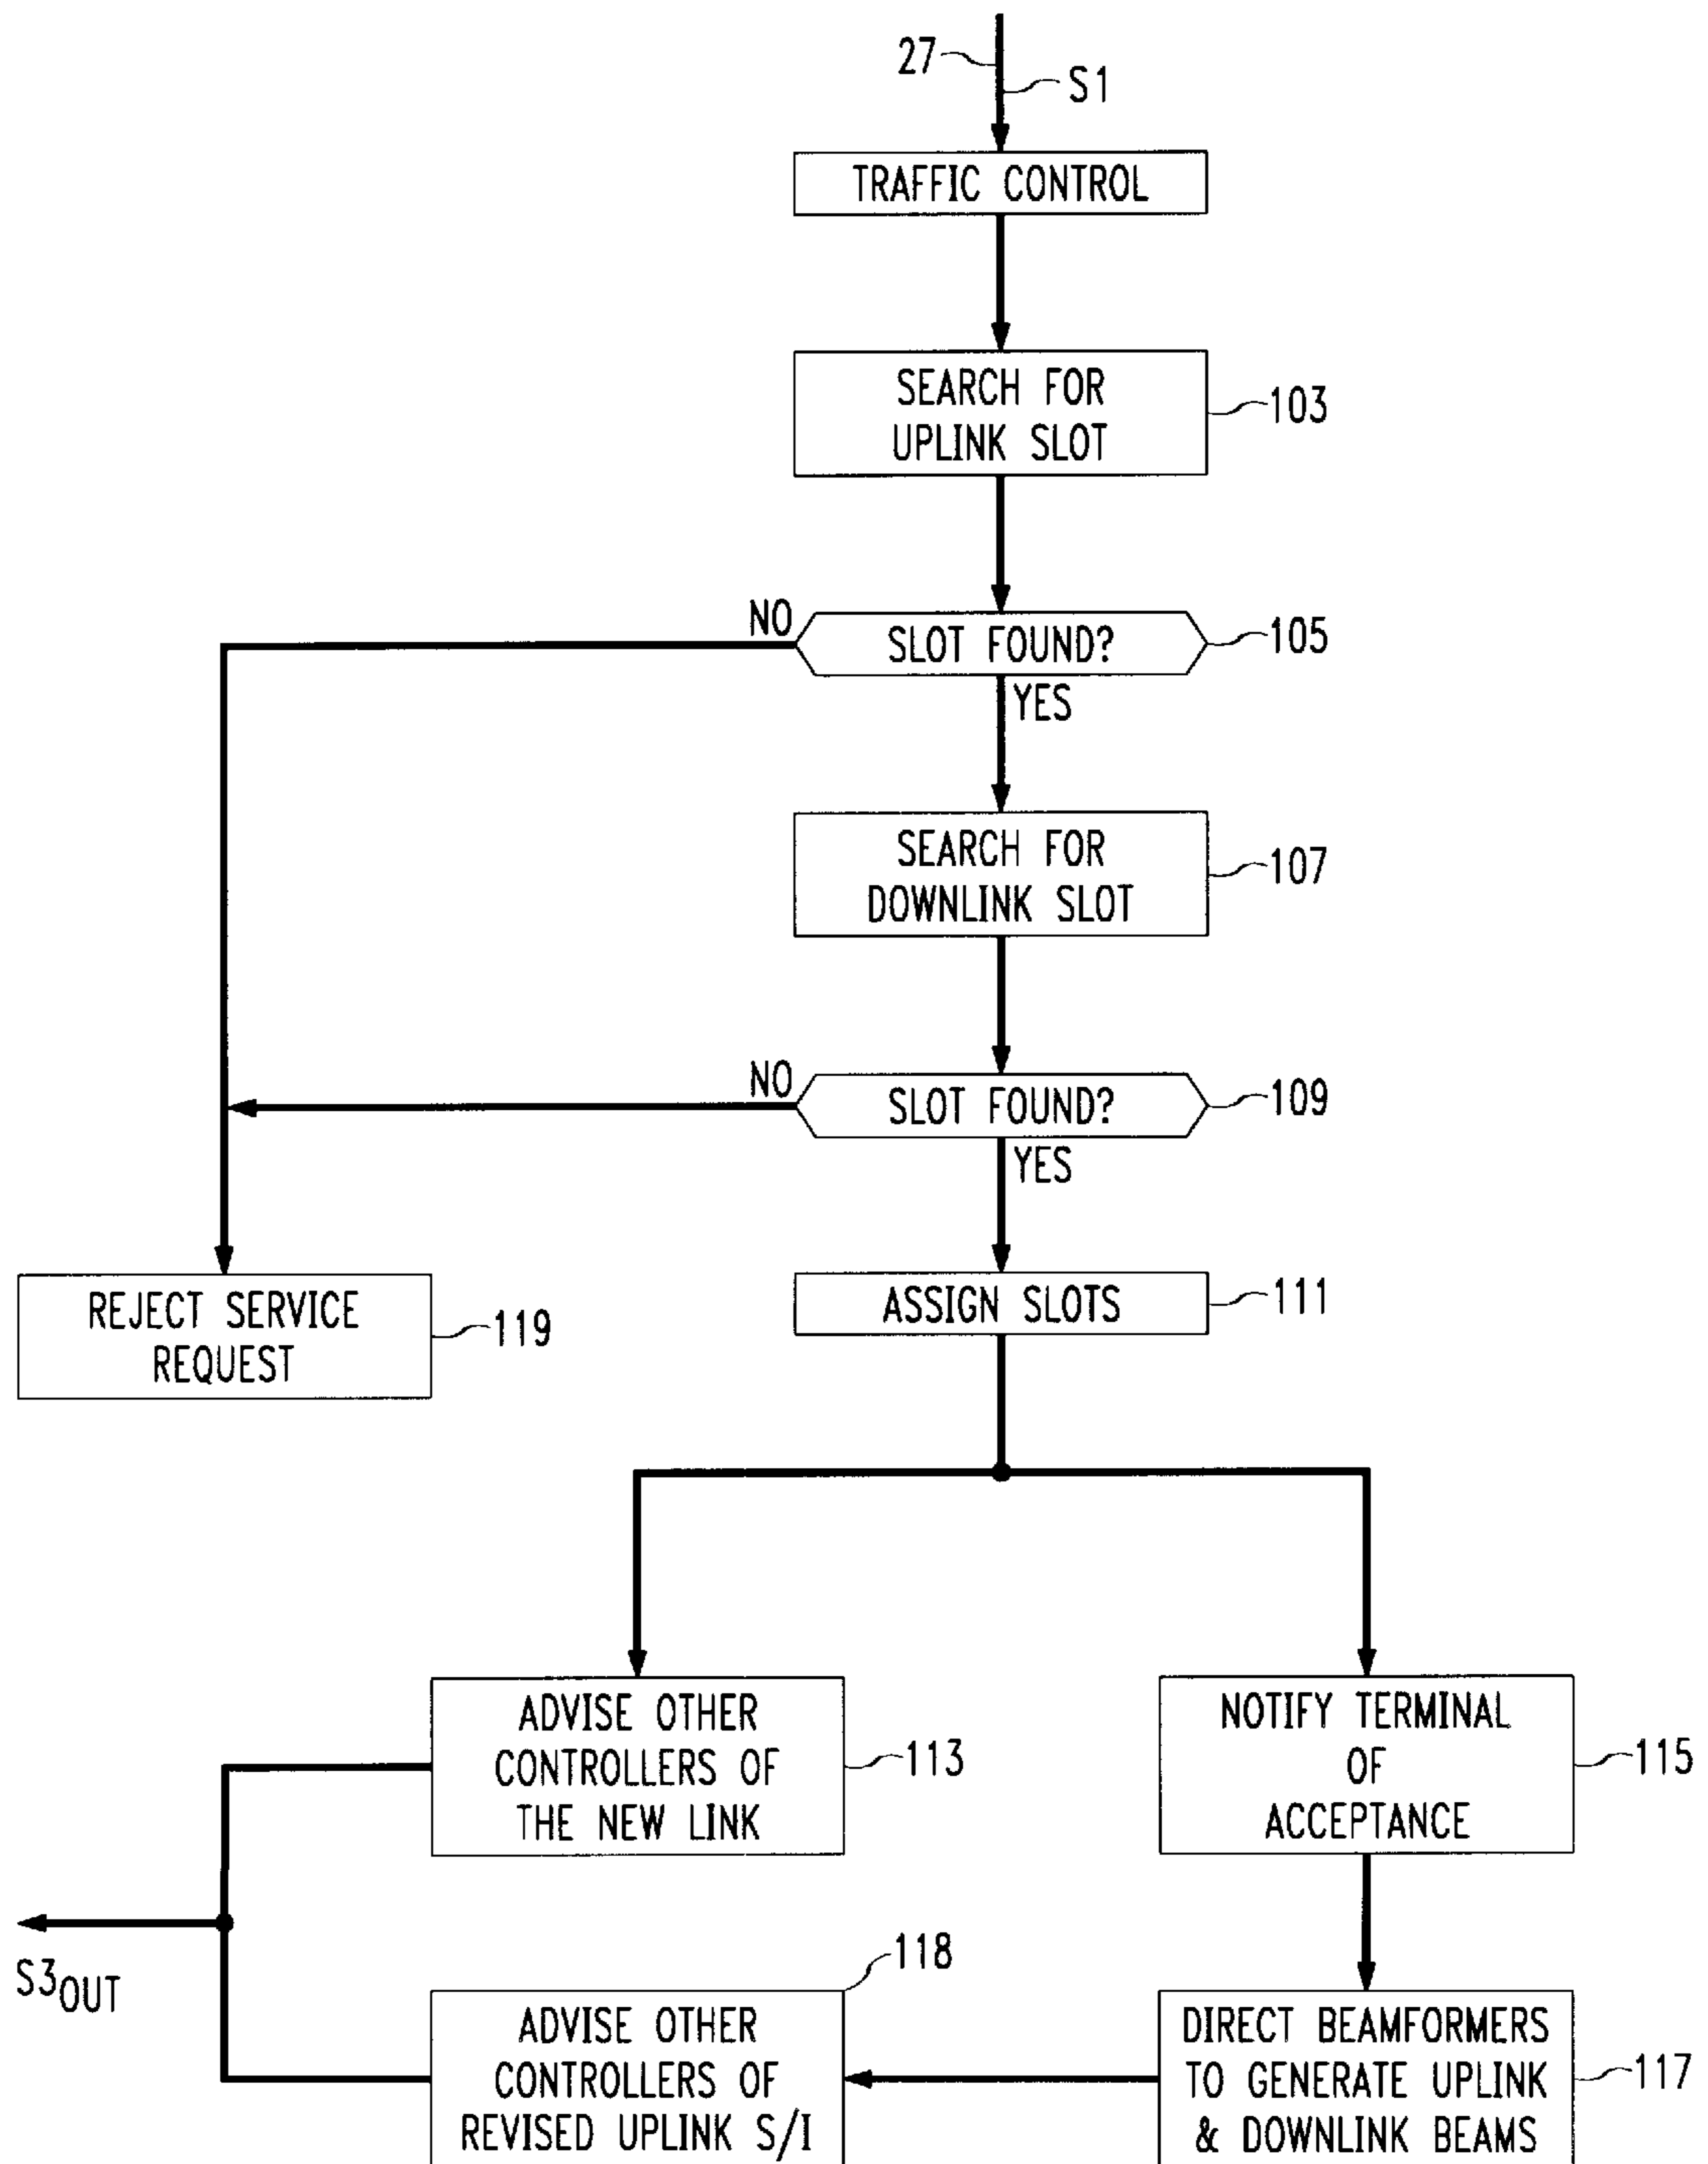 27
S1
TRAFFIC CONTROL
SEARCH FOR
UPLINK SLOT
103
NO
SLOT FOUND?
105
YES
SEARCH FOR
DOWNLINK SLOT
107
NO
SLOT FOUND?
109
YES
ASSIGN SLOTS
111
REJECT SERVICE
REQUEST
119
ADVISE OTHER
CONTROLLERS OF
THE NEW LINK
113
NOTIFY TERMINAL
OF
ACCEPTANCE
115
S3OUT
118
ADVISE OTHER
CONTROLLERS OF
REVISED UPLINK S/I
DIRECT BEAMFORMERS
TO GENERATE UPLINK
& DOWNLINK BEAMS
117